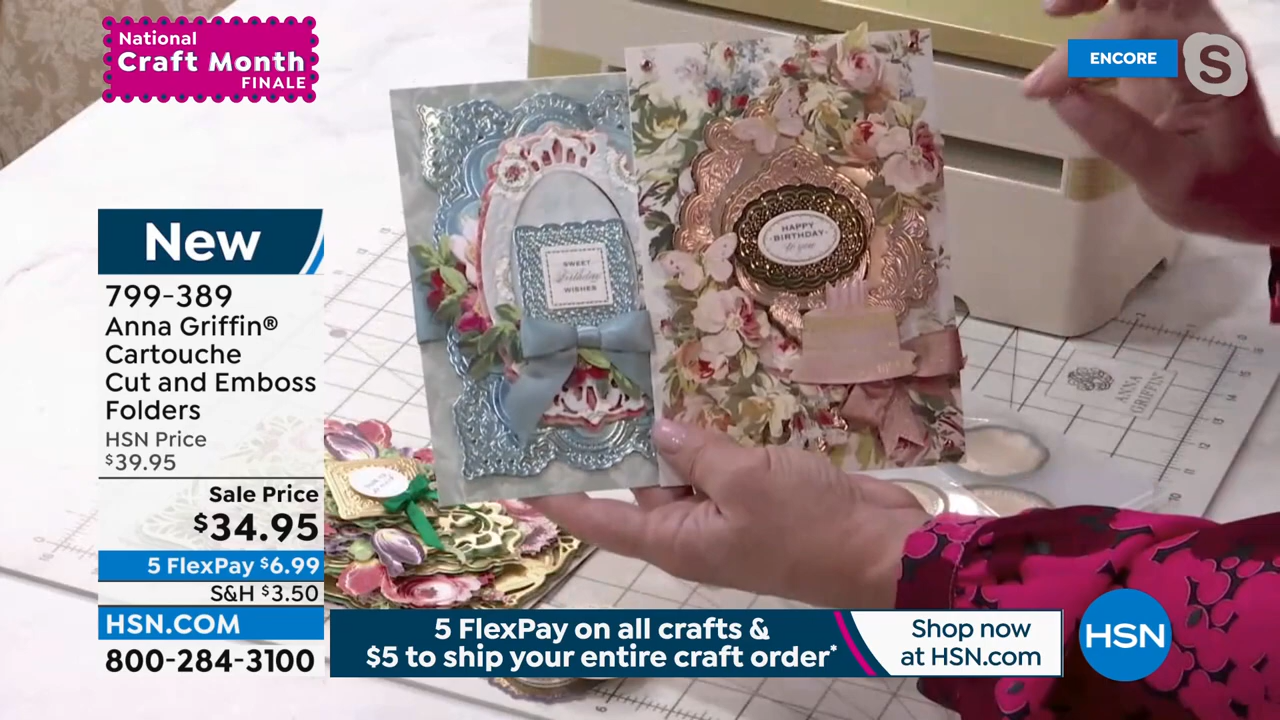 National
Craft Month
FINALE
ENCORE
S
New
799-389
Anna Griffin®
Cartouche
Cut and Emboss
Folders
HSN Price
$39.95
Sale Price
$34.95
5 FlexPay $6.99
S&H $3.50
HSN.COM
800-284-3100
SWEET
Birthday
WISHES
HAPPY
BIRTHDAY
to you
ANNA
GRIFFIN
5 FlexPay on all crafts &
$5 to ship your entire craft order*
Shop now
at HSN.com
HSN